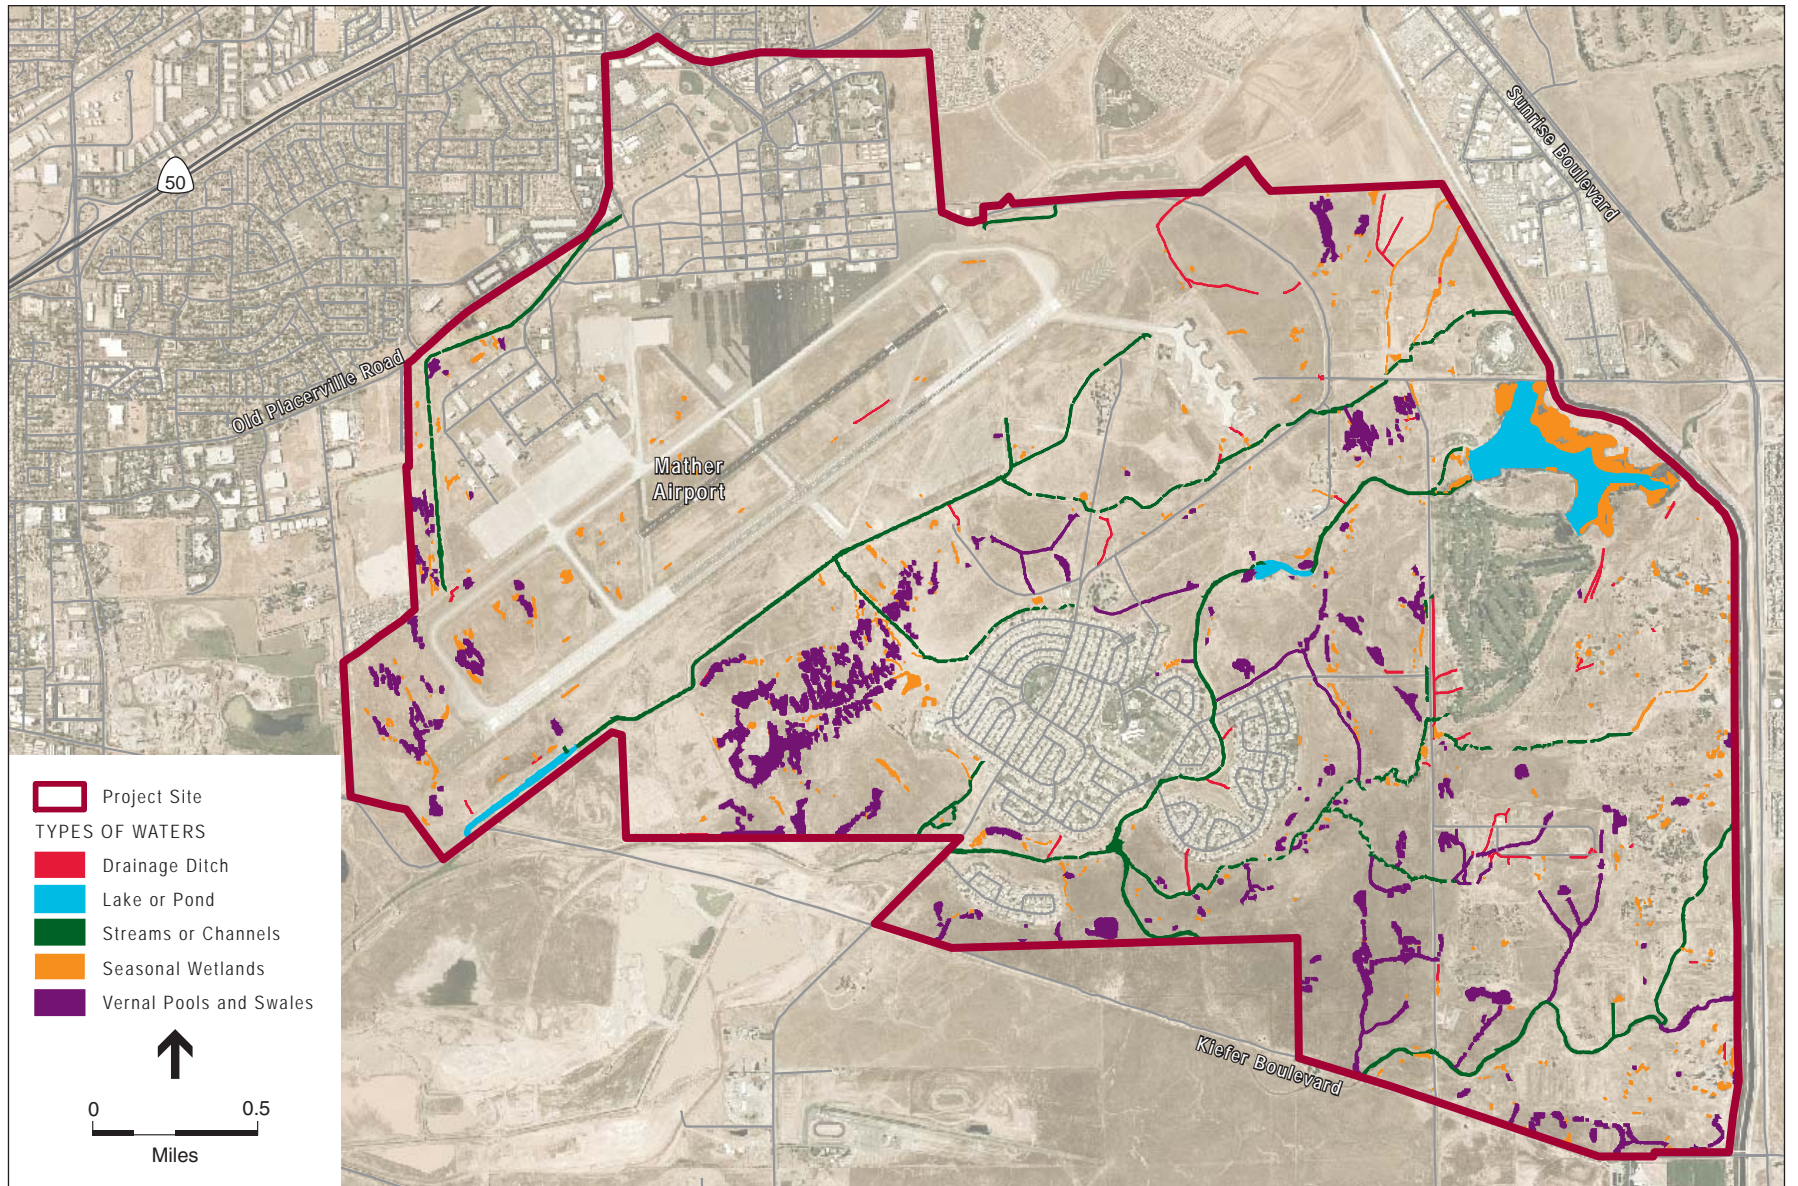 50
Sunrise Boulevard
Old Placerville Road
Mather
Airport
Kiefer Boulevard
Project Site
TYPES OF WATERS
Drainage Ditch
Lake or Pond
Streams or Channels
Seasonal Wetlands
Vernal Pools and Swales
0 0.5
Miles